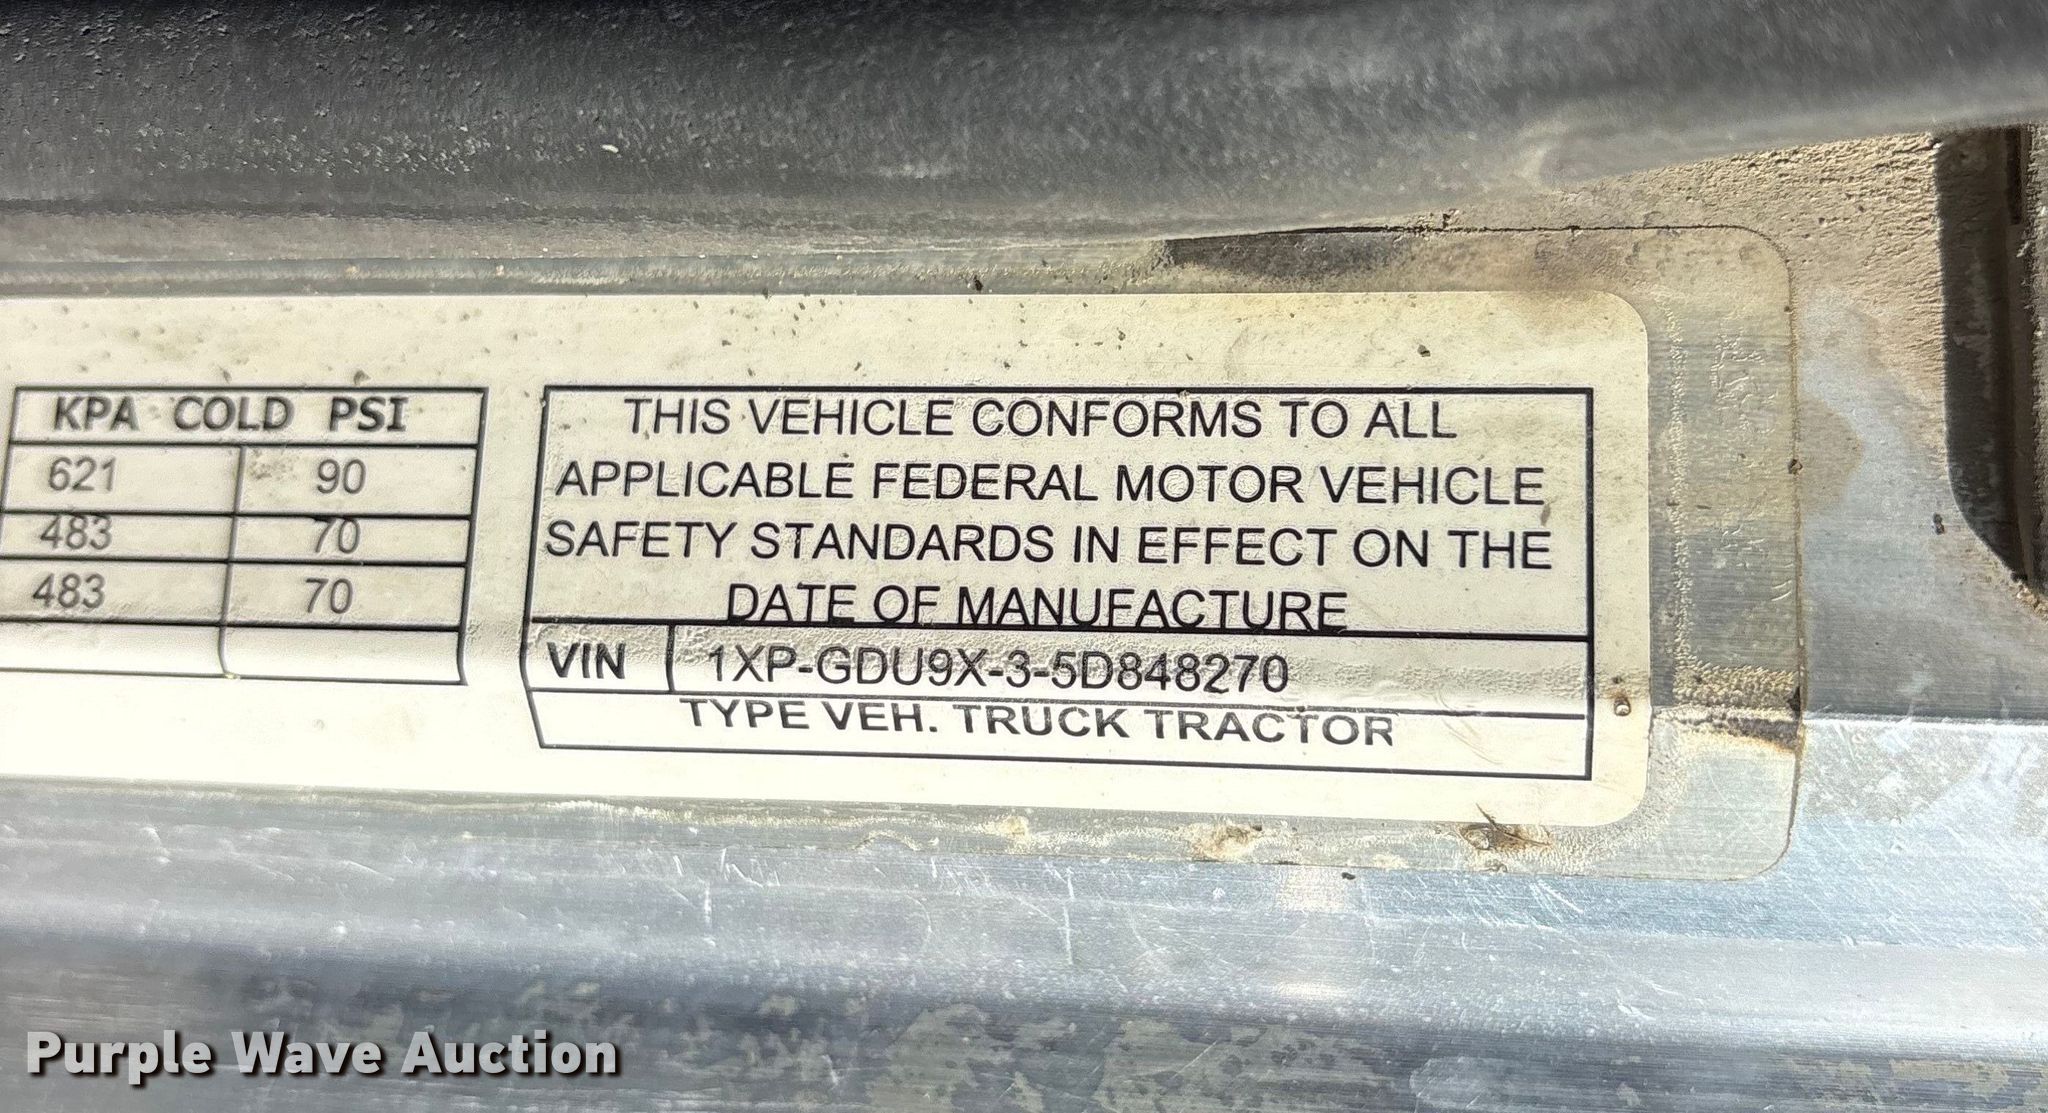 KPA COLD PSI
621 90
483 70
483 70
THIS VEHICLE CONFORMS TO ALL
APPLICABLE FEDERAL MOTOR VEHICLE
SAFETY STANDARDS IN EFFECT ON THE
DATE OF MANUFACTURE
VIN 1XP-GDU9X-3-5D848270
TYPE VEH. TRUCK TRACTOR
Purple Wave Auction